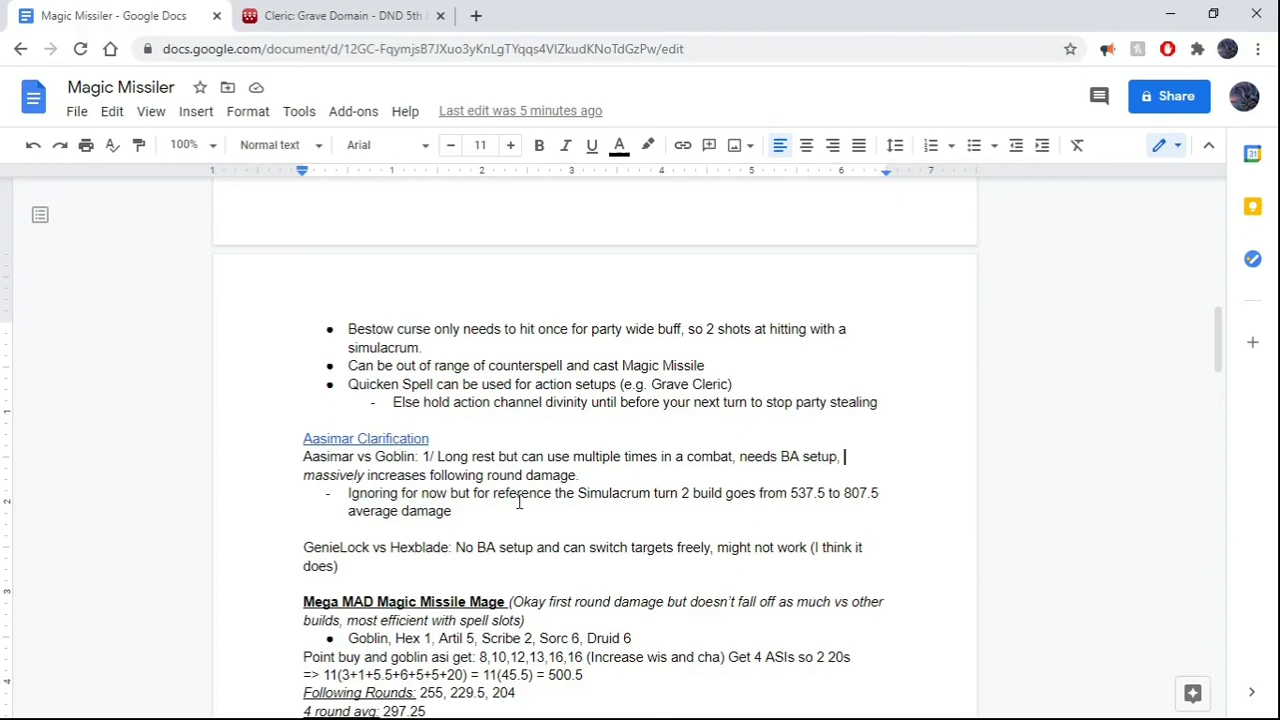 Magic Missiler - Google Docs
Cleric: Grave Domain - DND 5th
docs.google.com/document/d/12GC-FqymjsB7JXuo3yKnLgTYqqs4VIZkudKNoTdGzPw/edit
Magic Missiler
File Edit View Insert Format Tools Add-ons Help Last edit was 5 minutes ago
Share
100% Normal text Arial 11
1 1 2 3 4 5 6 7
Bestow curse only needs to hit once for party wide buff, so 2 shots at hitting with a
simulacrum.
Can be out of range of counterspell and cast Magic Missile
Quicken Spell can be used for action setups (e.g. Grave Cleric)
- Else hold action channel divinity until before your next turn to stop party stealing
Aasimar Clarification
Aasimar vs Goblin: 1/ Long rest but can use multiple times in a combat, needs BA setup,
massively increases following round damage.
- Ignoring for now but for reference the Simulacrum turn 2 build goes from 537.5 to 807.5
average damage
GenieLock vs Hexblade: No BA setup and can switch targets freely, might not work (I think it
does)
Mega MAD Magic Missile Mage (Okay first round damage but doesn't fall off as much vs other
builds, most efficient with spell slots)
Goblin, Hex 1, Artil 5, Scribe 2, Sorc 6, Druid 6
Point buy and goblin asi get: 8,10,12,13,16,16 (Increase wis and cha) Get 4 ASIs so 2 20s
=> 11(3+1+5.5+6+5+5+20) = 11(45.5) = 500.5
Following Rounds: 255, 229.5, 204
4 round avg: 297.25